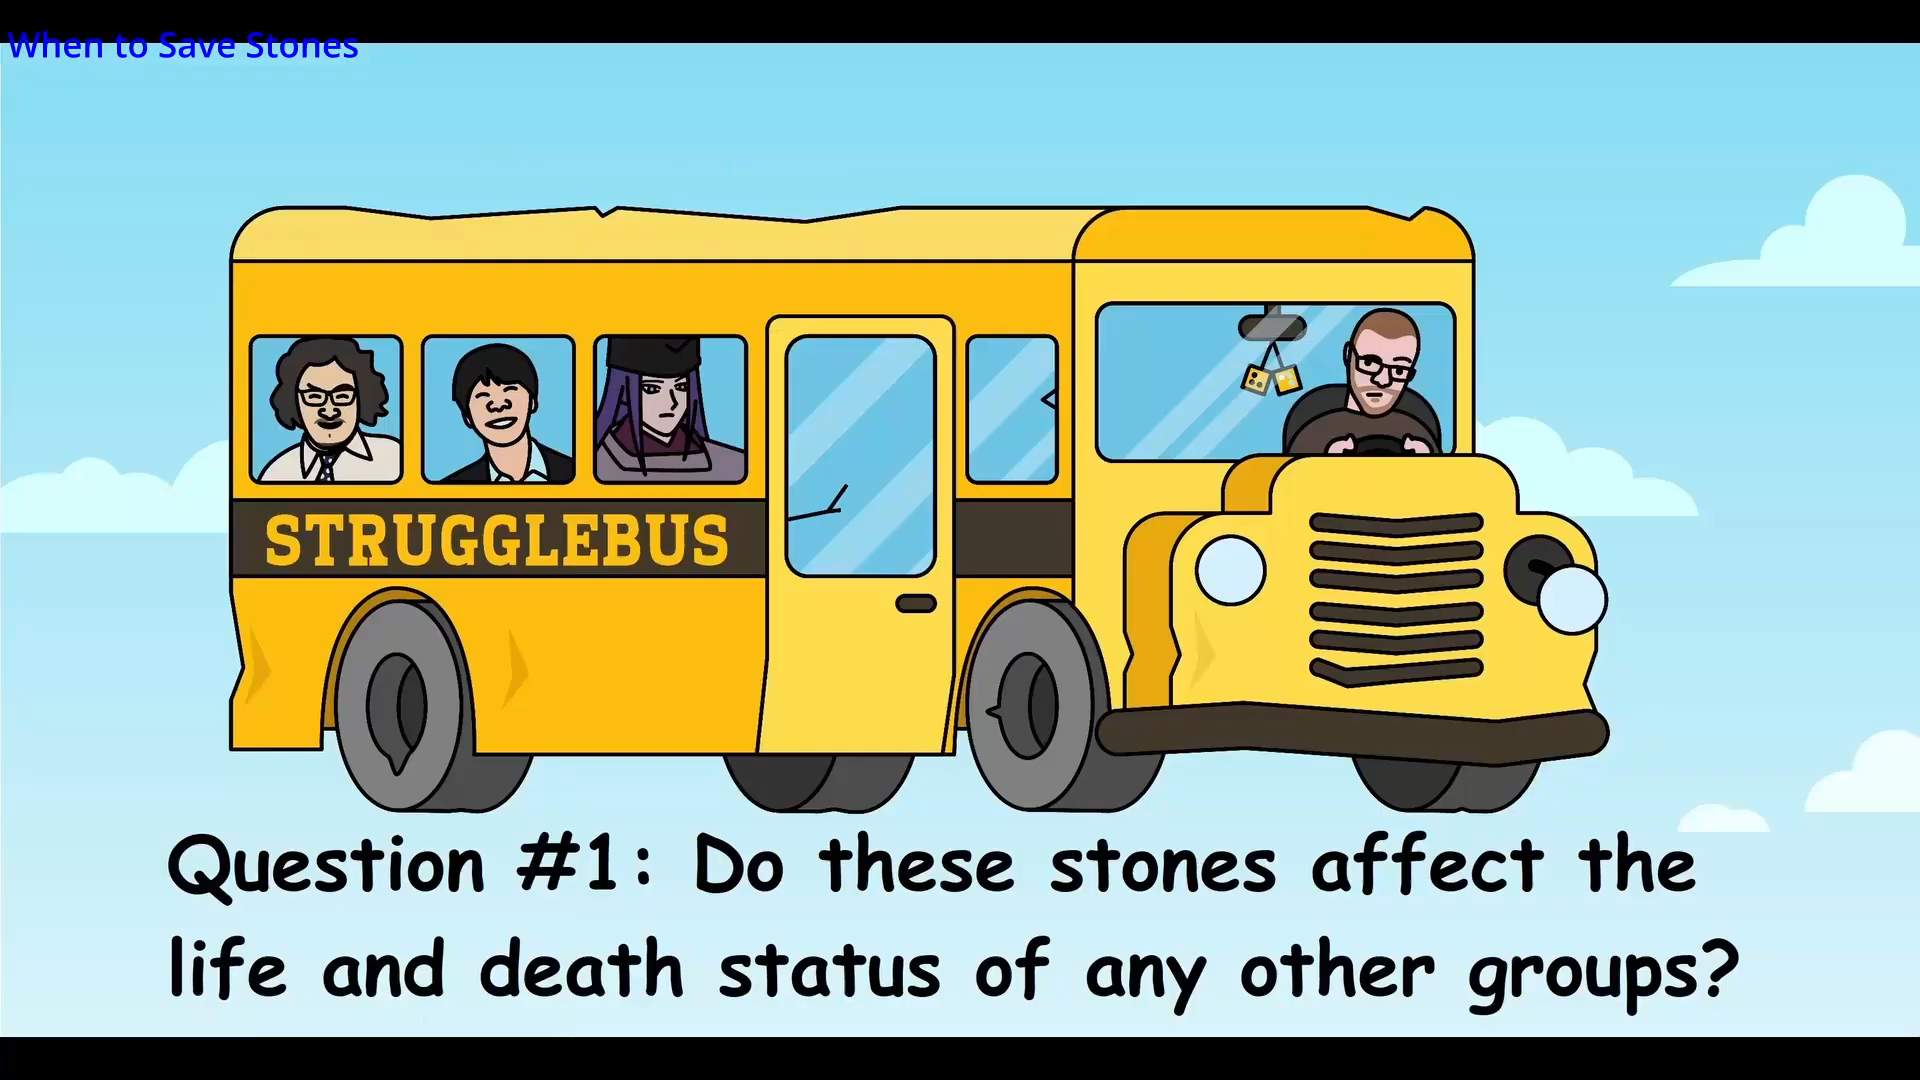 When to Save Stones
STRUGGLEBUS
Question #1: Do these stones affect the
life and death status of any other groups?